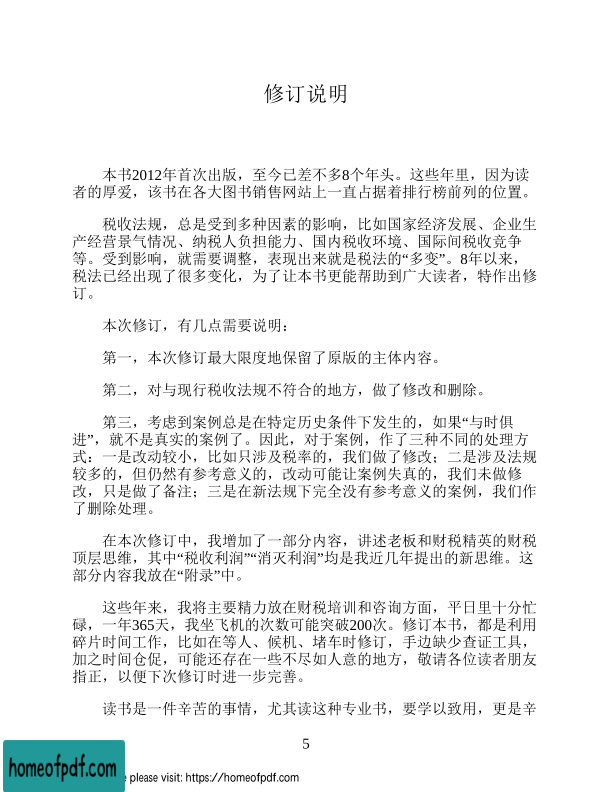 修订说明
本书2012年首次出版，至今已差不多8个年头。这些年里，因为读
者的厚爱，该书在各大图书销售网站上一直占据着排行榜前列的位置。
税收法规，总是受到多种因素的影响，比如国家经济发展、企业生
产经营景气情况、纳税人负担能力、国内税收环境、国际间税收竞争
等。受到影响，就需要调整，表现出来就是税法的“多变”。8年以来，
税法已经出现了很多变化，为了让本书更能帮助到广大读者，特作出修
订。
本次修订，有几点需要说明：
第一，本次修订最大限度地保留了原版的主体内容。
第二，对与现行税收法规不符合的地方，做了修改和删除。
第三，考虑到案例总是在特定历史条件下发生的，如果“与时俱
进”，就不是真实的案例了。因此，对于案例，作了三种不同的处理方
式：一是改动较小，比如只涉及税率的，我们做了修改；二是涉及法规
较多的，但仍然有参考意义的，改动可能让案例失真的，我们未做修
改，只是做了备注；三是在新法规下完全没有参考意义的案例，我们作
了删除处理。
在本次修订中，我增加了一部分内容，讲述老板和财税精英的财税
顶层思维，其中“税收利润”“消灭利润”均是我近几年提出的新思维。这
部分内容我放在“附录”中。
这些年来，我将主要精力放在财税培训和咨询方面，平日里十分忙
碌，一年365天，我坐飞机的次数可能突破200次。修订本书，都是利用
碎片时间工作，比如在等人、候机、堵车时修订，手边缺少查证工具，
加之时间仓促，可能还存在一些不尽如人意的地方，敬请各位读者朋友
指正，以便下次修订时进一步完善。
读书是一件辛苦的事情，尤其读这种专业书，要学以致用，更是辛
5
homeofpdf.com
please visit: https://homeofpdf.com